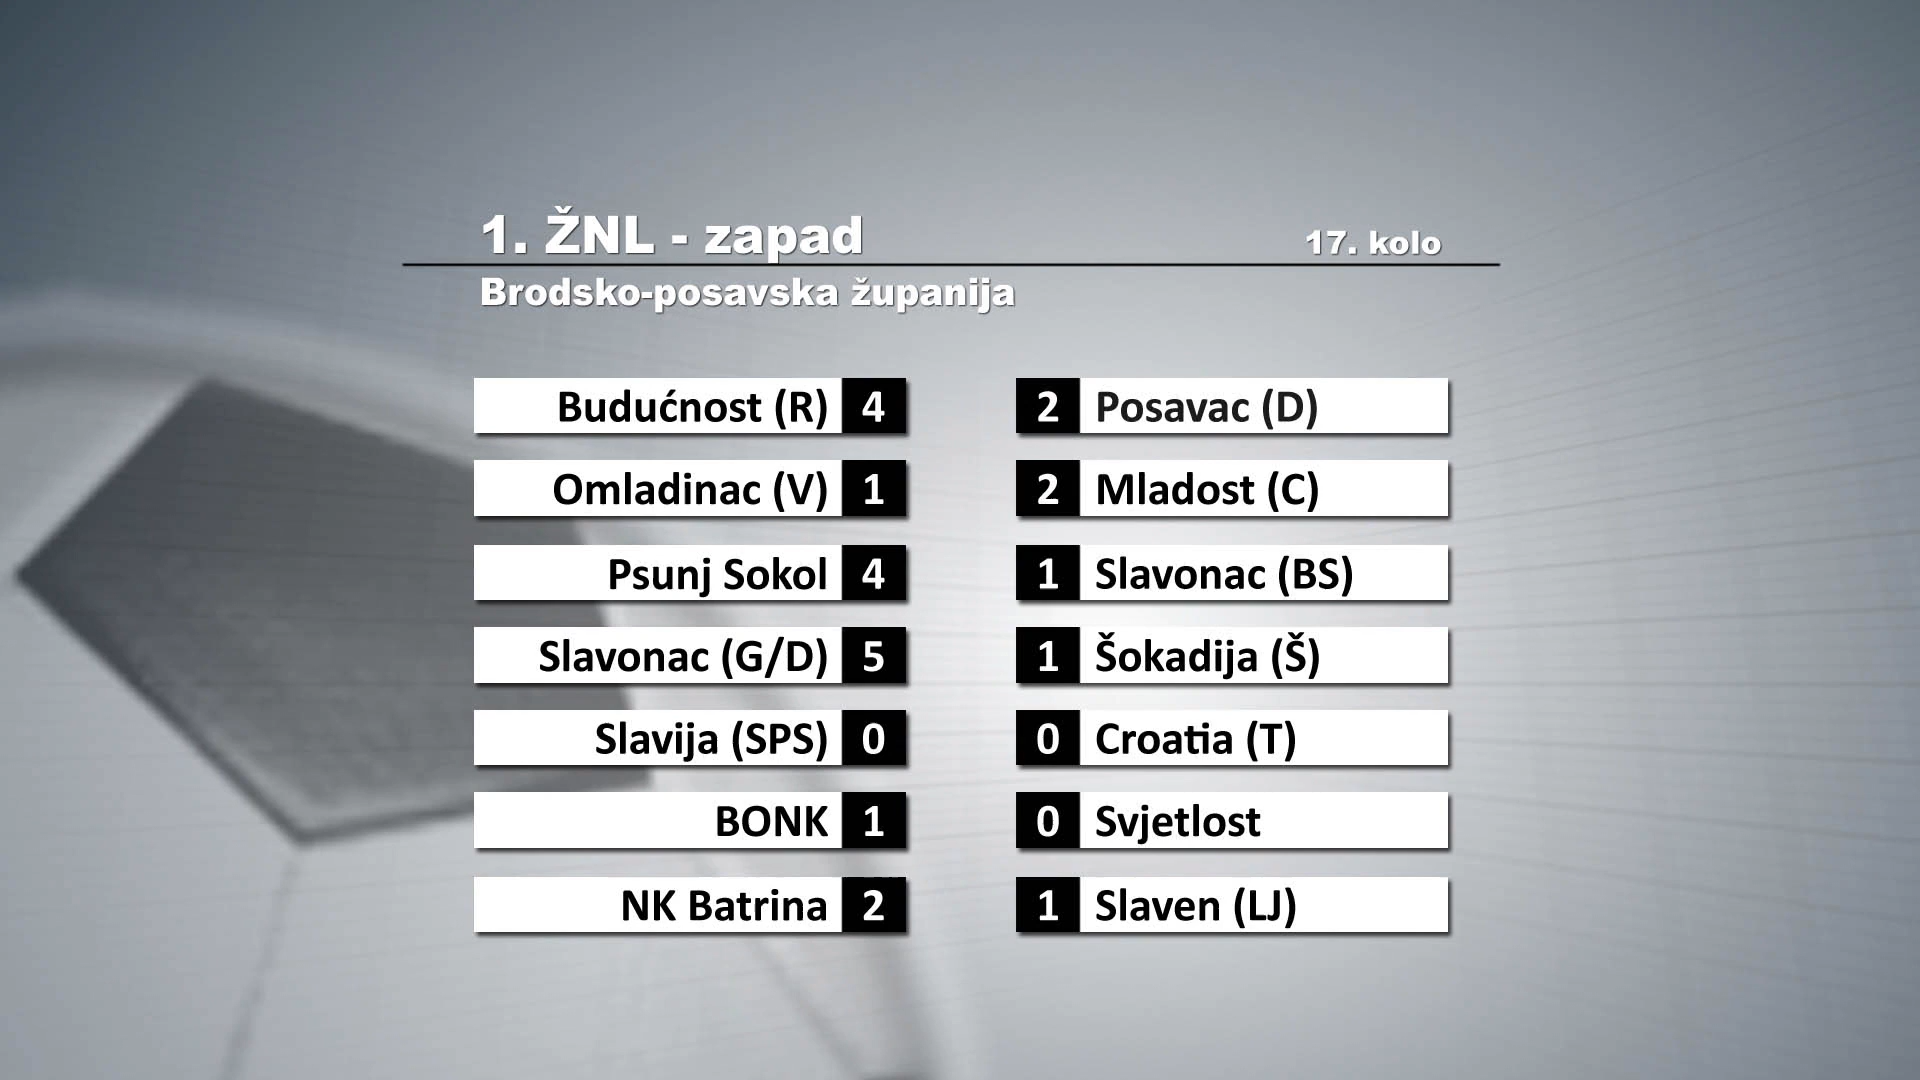 1. ŽNL - zapad 17. kolo
Brodsko-posavska županija
Budućnost (R) 4 2 Posavac (D)
Omladinac (V) 1 2 Mladost (C)
Psunj Sokol 4 1 Slavonac (BS)
Slavonac (G/D) 5 1 Šokadija (Š)
Slavija (SPS) 0 0 Croatia (T)
BONK 1 0 Svjetlost
NK Batrina 2 1 Slaven (LJ)